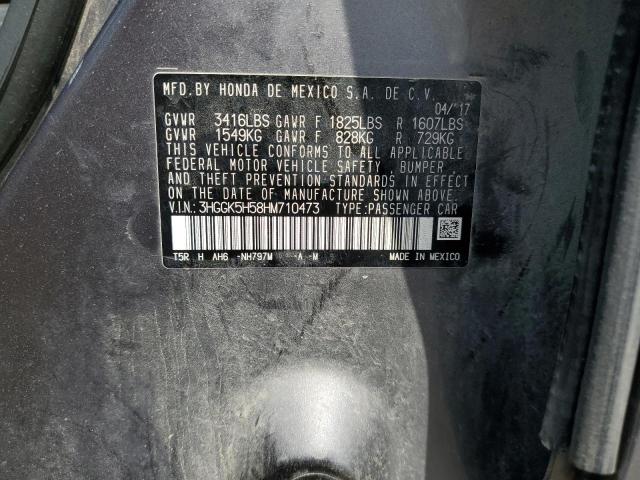 MFD. BY HONDA DE MEXICO S.A. DE C.V.
04/'17
GVWR 3416LBS GAWR F 1825LBS R 1607LBS
GVWR 1549KG GAWR F 828KG R 729KG
THIS VEHICLE CONFORMS TO ALL APPLICABLE
FEDERAL MOTOR VEHICLE SAFETY, BUMPER,
AND THEFT PREVENTION STANDARDS IN EFFECT
ON THE DATE OF MANUFACTURE SHOWN ABOVE.
V.I.N.: 3HGGK5H58HM710473 TYPE:PASSENGER CAR
T5R H AH6 -NH797M -A -M MADE IN MEXICO